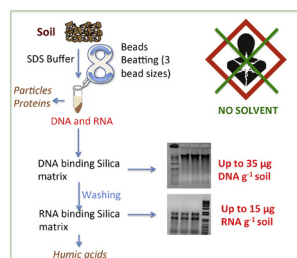 Soil
SDS Buffer
Beads
Beatting (3
bead sizes)
Particles
Proteins
DNA and RNA
NO SOLVENT
DNA binding Silica
matrix
Up to 35 µg
DNA g⁻¹ soil
Washing
RNA binding Silica
matrix
Up to 15 µg
RNA g⁻¹ soil
Humic acids